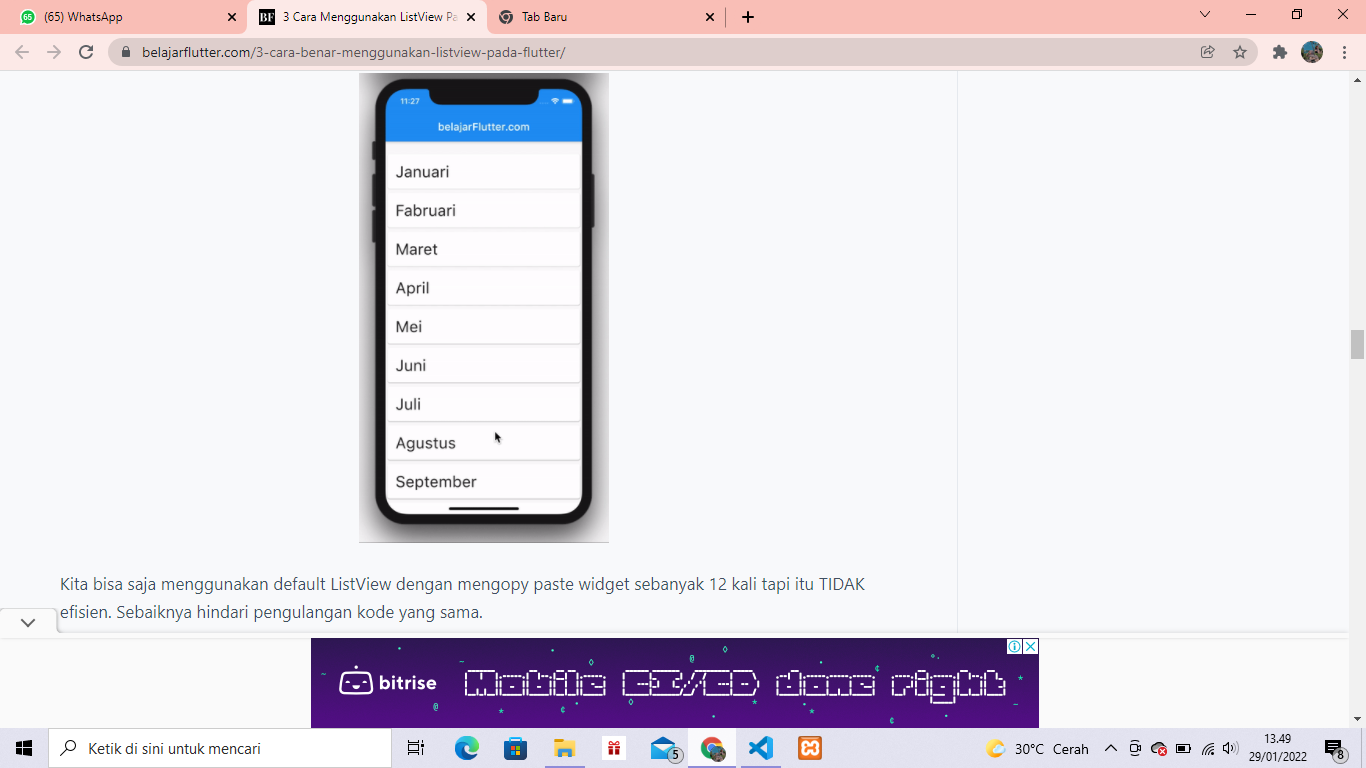 (65) WhatsApp
3 Cara Menggunakan ListView Pa
Tab Baru
belajarflutter.com/3-cara-benar-menggunakan-listview-pada-flutter/
11:27
belajarFlutter.com
Januari
Fabruari
Maret
April
Mei
Juni
Juli
Agustus
September
Kita bisa saja menggunakan default ListView dengan mengopy paste widget sebanyak 12 kali tapi itu TIDAK
efisien. Sebaiknya hindari pengulangan kode yang sama.
bitrise
Mobile CI/CD done right
Ketik di sini untuk mencari
5
30°C Cerah
13.49
29/01/2022
8